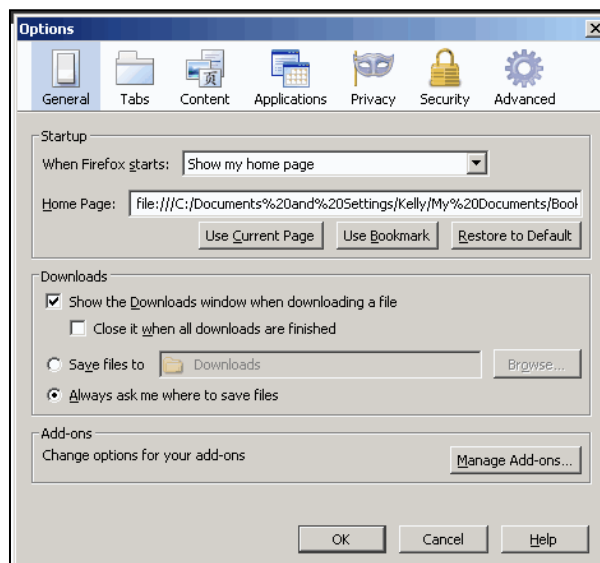 Options
General Tabs Content Applications Privacy Security Advanced
Startup
When Firefox starts: Show my home page
Home Page: file:///C:/Documents%20and%20Settings/Kelly/My%20Documents/Book
Use Current Page Use Bookmark Restore to Default
Downloads
Show the Downloads window when downloading a file
Close it when all downloads are finished
Save files to Downloads Browse...
Always ask me where to save files
Add-ons
Change options for your add-ons Manage Add-ons...
OK Cancel Help